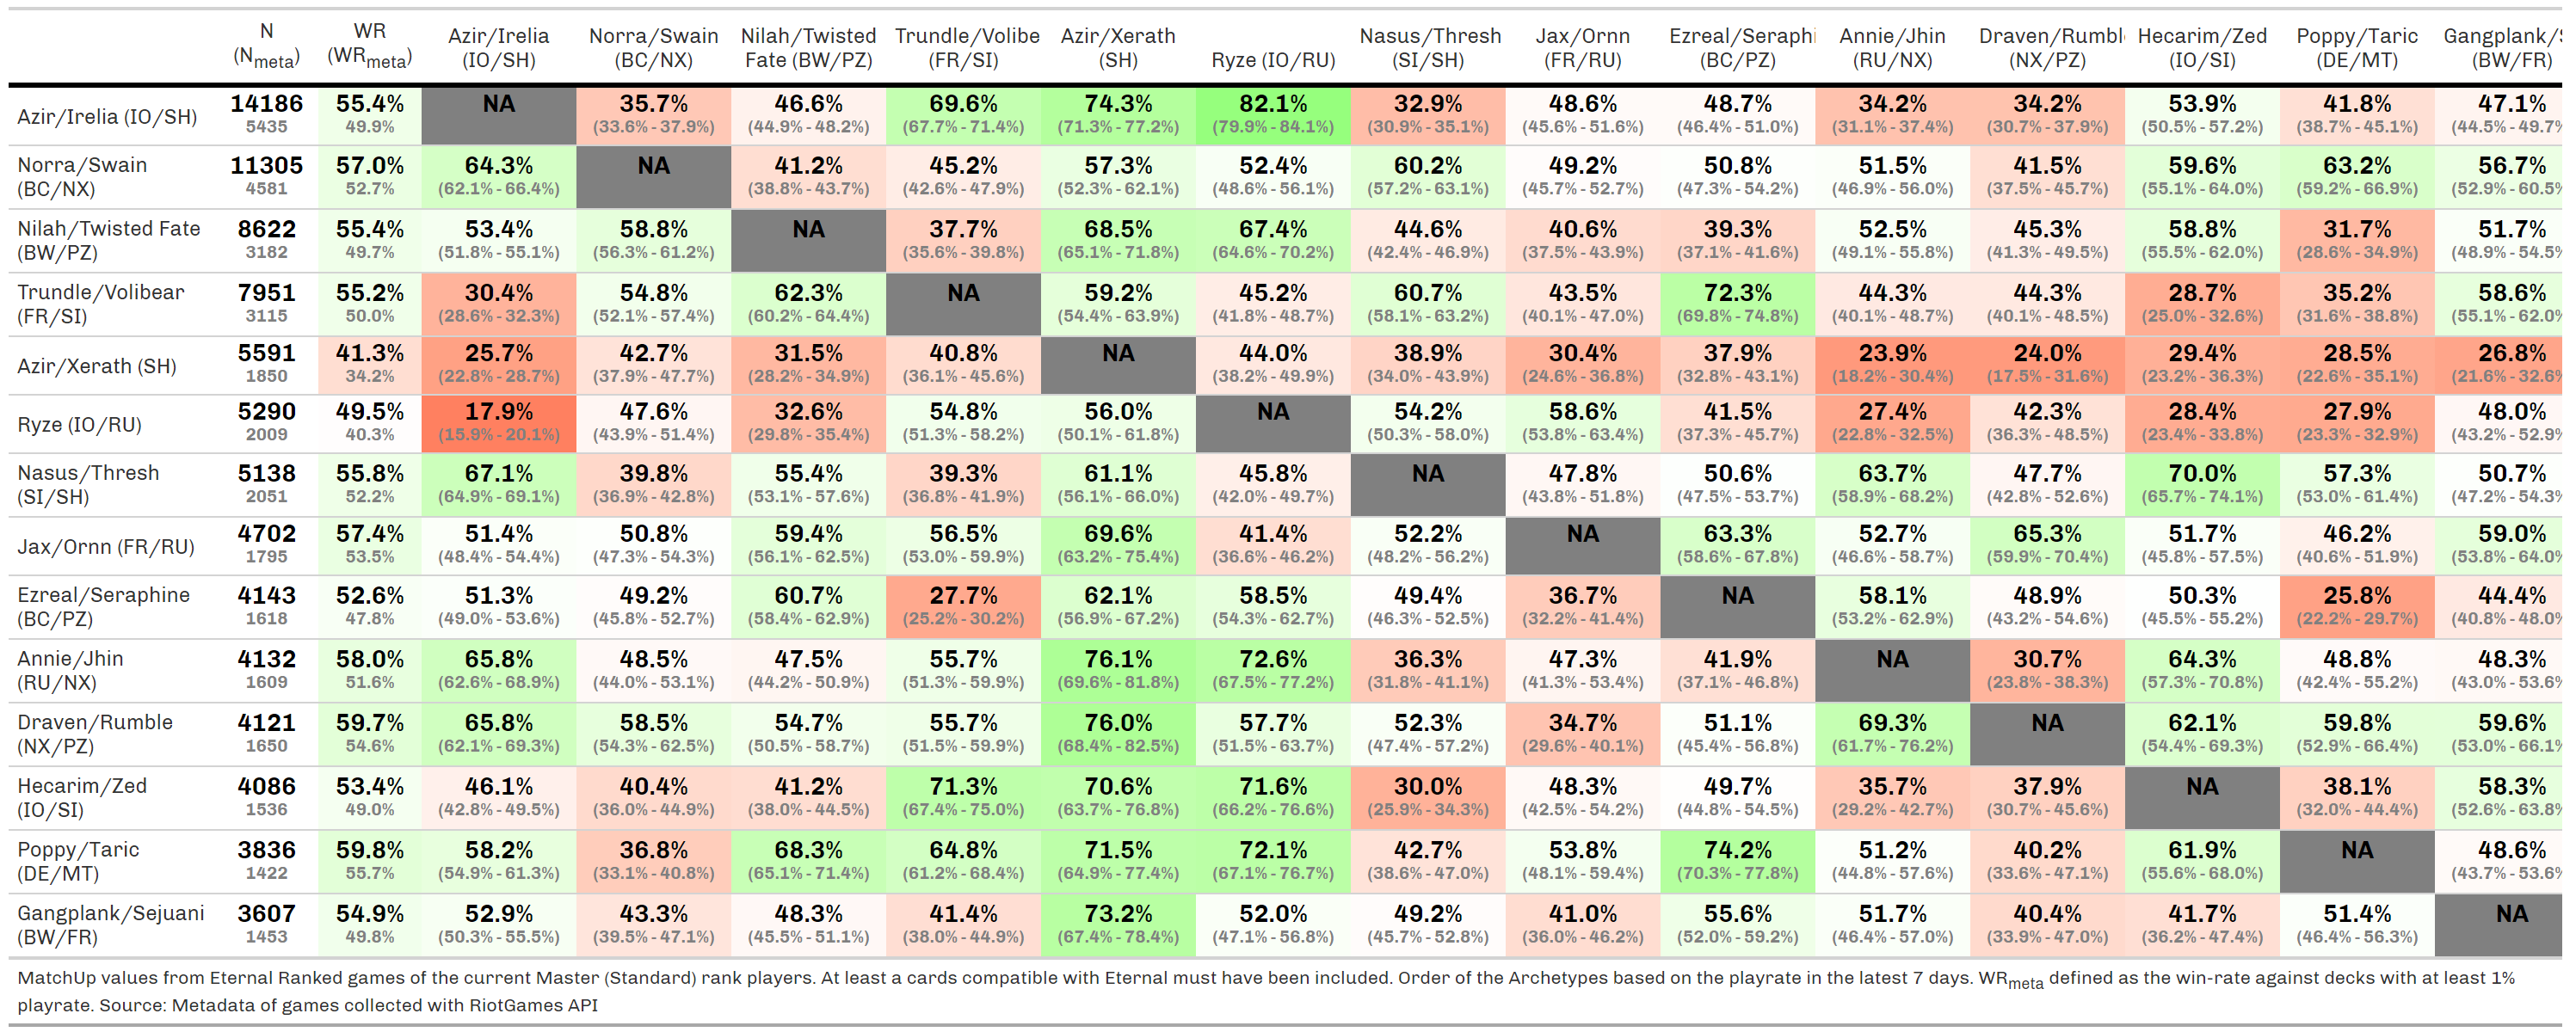 N WR Azir/Irelia Norra/Swain Nilah/Twisted Trundle/Volibe Azir/Xerath Nasus/Thresh Jax/Ornn Ezreal/Seraphi Annie/Jhin Draven/Rumbl Hecarim/Zed Poppy/Taric Gangplank/S
(Nmeta) (WRmeta) (IO/SH) (BC/NX) Fate (BW/PZ) (FR/SI) (SH) Ryze (IO/RU) (SI/SH) (FR/RU) (BC/PZ) (RU/NX) (NX/PZ) (IO/SI) (DE/MT) (BW/FR)
Azir/Irelia (IO/SH) 14186 55.4% NA 35.7% 46.6% 69.6% 74.3% 82.1% 32.9% 48.6% 48.7% 34.2% 34.2% 53.9% 41.8% 47.1%
5435 49.9% (33.6% - 37.9%) (44.9% - 48.2%) (67.7% - 71.4%) (71.3% - 77.2%) (79.9% - 84.1%) (30.9% - 35.1%) (45.6% - 51.6%) (46.4% - 51.0%) (31.1% - 37.4%) (30.7% - 37.9%) (50.5% - 57.2%) (38.7% - 45.1%) (44.5% - 49.7%
Norra/Swain 11305 57.0% 64.3% NA 41.2% 45.2% 57.3% 52.4% 60.2% 49.2% 50.8% 51.5% 41.5% 59.6% 63.2% 56.7%
(BC/NX) 4581 52.7% (62.1% - 66.4%) (38.8% - 43.7%) (42.6% - 47.9%) (52.3% - 62.1%) (48.6% - 56.1%) (57.2% - 63.1%) (45.7% - 52.7%) (47.3% - 54.2%) (46.9% - 56.0%) (37.5% - 45.7%) (55.1% - 64.0%) (59.2% - 66.9%) (52.9% - 60.5%
Nilah/Twisted Fate 8622 55.4% 53.4% 58.8% NA 37.7% 68.5% 67.4% 44.6% 40.6% 39.3% 52.5% 45.3% 58.8% 31.7% 51.7%
(BW/PZ) 3182 49.7% (51.8% - 55.1%) (56.3% - 61.2%) (35.6% - 39.8%) (65.1% - 71.8%) (64.6% - 70.2%) (42.4% - 46.9%) (37.5% - 43.9%) (37.1% - 41.6%) (49.1% - 55.8%) (41.3% - 49.5%) (55.5% - 62.0%) (28.6% - 34.9%) (48.9% - 54.5%
Trundle/Volibear 7951 55.2% 30.4% 54.8% 62.3% NA 59.2% 45.2% 60.7% 43.5% 72.3% 44.3% 44.3% 28.7% 35.2% 58.6%
(FR/SI) 3115 50.0% (28.6% - 32.3%) (52.1% - 57.4%) (60.2% - 64.4%) (54.4% - 63.9%) (41.8% - 48.7%) (58.1% - 63.2%) (40.1% - 47.0%) (69.8% - 74.8%) (40.1% - 48.7%) (40.1% - 48.5%) (25.0% - 32.6%) (31.6% - 38.8%) (55.1% - 62.0%
Azir/Xerath (SH) 5591 41.3% 25.7% 42.7% 31.5% 40.8% NA 44.0% 38.9% 30.4% 37.9% 23.9% 24.0% 29.4% 28.5% 26.8%
1850 34.2% (22.8% - 28.7%) (37.9% - 47.7%) (28.2% - 34.9%) (36.1% - 45.6%) (38.2% - 49.9%) (34.0% - 43.9%) (24.6% - 36.8%) (32.8% - 43.1%) (18.2% - 30.4%) (17.5% - 31.6%) (23.2% - 36.3%) (22.6% - 35.1%) (21.6% - 32.6%
Ryze (IO/RU) 5290 49.5% 17.9% 47.6% 32.6% 54.8% 56.0% NA 54.2% 58.6% 41.5% 27.4% 42.3% 28.4% 27.9% 48.0%
2009 40.3% (15.9% - 20.1%) (43.9% - 51.4%) (29.8% - 35.4%) (51.3% - 58.2%) (50.1% - 61.8%) (50.3% - 58.0%) (53.8% - 63.4%) (37.3% - 45.7%) (22.8% - 32.5%) (36.3% - 48.5%) (23.4% - 33.8%) (23.3% - 32.9%) (43.2% - 52.9%
Nasus/Thresh 5138 55.8% 67.1% 39.8% 55.4% 39.3% 61.1% 45.8% NA 47.8% 50.6% 63.7% 47.7% 70.0% 57.3% 50.7%
(SI/SH) 2051 52.2% (64.9% - 69.1%) (36.9% - 42.8%) (53.1% - 57.6%) (36.8% - 41.9%) (56.1% - 66.0%) (42.0% - 49.7%) (43.8% - 51.8%) (47.5% - 53.7%) (58.9% - 68.2%) (42.8% - 52.6%) (65.7% - 74.1%) (53.0% - 61.4%) (47.2% - 54.3%
Jax/Ornn (FR/RU) 4702 57.4% 51.4% 50.8% 59.4% 56.5% 69.6% 41.4% 52.2% NA 63.3% 52.7% 65.3% 51.7% 46.2% 59.0%
1795 53.5% (48.4% - 54.4%) (47.3% - 54.3%) (56.1% - 62.5%) (53.0% - 59.9%) (63.2% - 75.4%) (36.6% - 46.2%) (48.2% - 56.2%) (58.6% - 67.8%) (46.6% - 58.7%) (59.9% - 70.4%) (45.8% - 57.5%) (40.6% - 51.9%) (53.8% - 64.0%
Ezreal/Seraphine 4143 52.6% 51.3% 49.2% 60.7% 27.7% 62.1% 58.5% 49.4% 36.7% NA 58.1% 48.9% 50.3% 25.8% 44.4%
(BC/PZ) 1618 47.8% (49.0% - 53.6%) (45.8% - 52.7%) (58.4% - 62.9%) (25.2% - 30.2%) (56.9% - 67.2%) (54.3% - 62.7%) (46.3% - 52.5%) (32.2% - 41.4%) (53.2% - 62.9%) (43.2% - 54.6%) (45.5% - 55.2%) (22.2% - 29.7%) (40.8% - 48.0%
Annie/Jhin 4132 58.0% 65.8% 48.5% 47.5% 55.7% 76.1% 72.6% 36.3% 47.3% 41.9% NA 30.7% 64.3% 48.8% 48.3%
(RU/NX) 1609 51.6% (62.6% - 68.9%) (44.0% - 53.1%) (44.2% - 50.9%) (51.3% - 59.9%) (69.6% - 81.8%) (67.5% - 77.2%) (31.8% - 41.1%) (41.3% - 53.4%) (37.1% - 46.8%) (23.8% - 38.3%) (57.3% - 70.8%) (42.4% - 55.2%) (43.0% - 53.6%
Draven/Rumble 4121 59.7% 65.8% 58.5% 54.7% 55.7% 76.0% 57.7% 52.3% 34.7% 51.1% 69.3% NA 62.1% 59.8% 59.6%
(NX/PZ) 1650 54.6% (62.1% - 69.3%) (54.3% - 62.5%) (50.5% - 58.7%) (51.5% - 59.9%) (68.4% - 82.5%) (51.5% - 63.7%) (47.4% - 57.2%) (29.6% - 40.1%) (45.4% - 56.8%) (61.7% - 76.2%) (54.4% - 69.3%) (52.9% - 66.4%) (53.0% - 66.1%
Hecarim/Zed 4086 53.4% 46.1% 40.4% 41.2% 71.3% 70.6% 71.6% 30.0% 48.3% 49.7% 35.7% 37.9% NA 38.1% 58.3%
(IO/SI) 1536 49.0% (42.8% - 49.5%) (36.0% - 44.9%) (38.0% - 44.5%) (67.4% - 75.0%) (63.7% - 76.8%) (66.2% - 76.6%) (25.9% - 34.3%) (42.5% - 54.2%) (44.8% - 54.5%) (29.2% - 42.7%) (30.7% - 45.6%) (32.0% - 44.4%) (52.6% - 63.8%
Poppy/Taric 3836 59.8% 58.2% 36.8% 68.3% 64.8% 71.5% 72.1% 42.7% 53.8% 74.2% 51.2% 40.2% 61.9% NA 48.6%
(DE/MT) 1422 55.7% (54.9% - 61.3%) (33.1% - 40.8%) (65.1% - 71.4%) (61.2% - 68.4%) (64.9% - 77.4%) (67.1% - 76.7%) (38.6% - 47.0%) (48.1% - 59.4%) (70.3% - 77.8%) (44.8% - 57.6%) (33.6% - 47.1%) (55.6% - 68.0%) (43.7% - 53.6%
Gangplank/Sejuani 3607 54.9% 52.9% 43.3% 48.3% 41.4% 73.2% 52.0% 49.2% 41.0% 55.6% 51.7% 40.4% 41.7% 51.4% NA
(BW/FR) 1453 49.8% (50.3% - 55.5%) (39.5% - 47.1%) (45.5% - 51.1%) (38.0% - 44.9%) (67.4% - 78.4%) (47.1% - 56.8%) (45.7% - 52.8%) (36.0% - 46.2%) (52.0% - 59.2%) (46.4% - 57.0%) (33.9% - 47.0%) (36.2% - 47.4%) (46.4% - 56.3%)
MatchUp values from Eternal Ranked games of the current Master (Standard) rank players. At least a cards compatible with Eternal must have been included. Order of the Archetypes based on the playrate in the latest 7 days. WRmeta defined as the win-rate against decks with at least 1%
playrate. Source: Metadata of games collected with RiotGames API